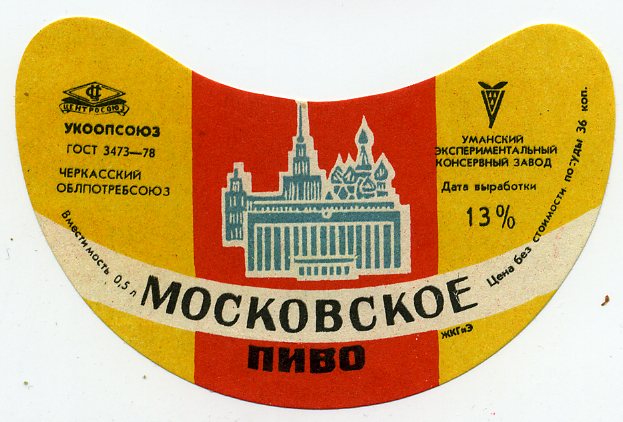 ЦЕНТРОСОЮЗ
УКООПСОЮЗ
ГОСТ 3473—78
ЧЕРКАССКИЙ
ОБЛПОТРЕБСОЮЗ
Вместимость 0,5 л
УМАНСКИЙ
ЭКСПЕРИМЕНТАЛЬНЫЙ
КОНСЕРВНЫЙ ЗАВОД
Дата выработки
13%
Цена без стоимости посуды 36 коп.
МОСКОВСКОЕ
ПИВО
ЖКГиЭ